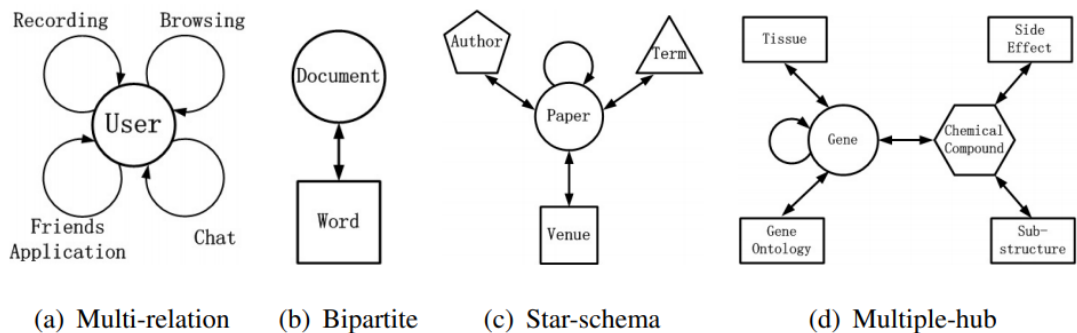 Recording
Browsing
User
Friends
Application
Chat
(a) Multi-relation
Document
Word
(b) Bipartite
Author
Term
Paper
Venue
(c) Star-schema
Tissue
Side
Effect
Gene
Chemical
Compound
Gene
Ontology
Sub-
structure
(d) Multiple-hub